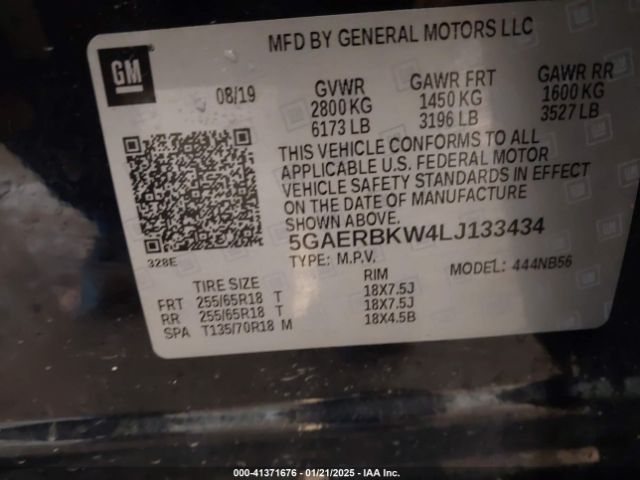 MFD BY GENERAL MOTORS LLC
GM
08/19
GVWR GAWR FRT GAWR RR
2800 KG 1450 KG 1600 KG
6173 LB 3196 LB 3527 LB
THIS VEHICLE CONFORMS TO ALL
APPLICABLE U.S. FEDERAL MOTOR
VEHICLE SAFETY STANDARDS IN EFFECT
ON THE DATE OF MANUFACTURE
SHOWN ABOVE.
5GAERBKW4LJ133434
328E
TYPE: M.P.V. MODEL: 444NB56
TIRE SIZE RIM
FRT 255/65R18 T 18X7.5J
RR 255/65R18 T 18X7.5J
SPA T135/70R18 M 18X4.5B
000-41371676 - 01/21/2025 - IAA Inc.